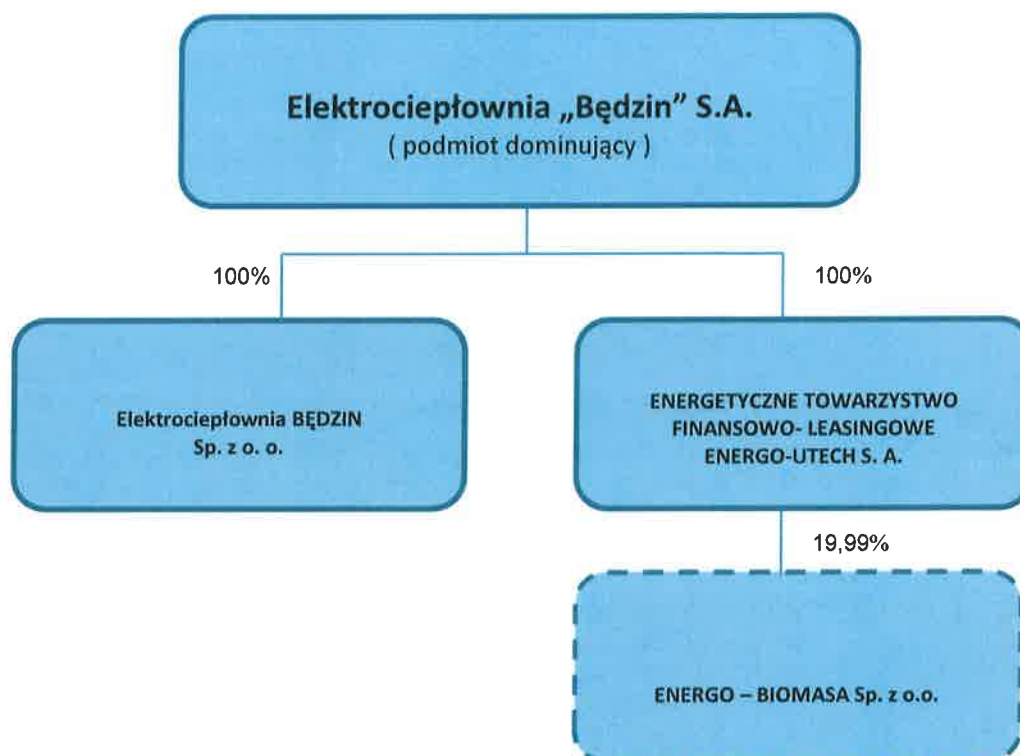 Elektrociepłownia „Będzin” S.A.
( podmiot dominujący )
100%
100%
Elektrociepłownia BĘDZIN
Sp. z o. o.
ENERGETYCZNE TOWARZYSTWO
FINANSOWO- LEASINGOWE
ENERGO-UTECH S. A.
19,99%
ENERGO – BIOMASA Sp. z o.o.